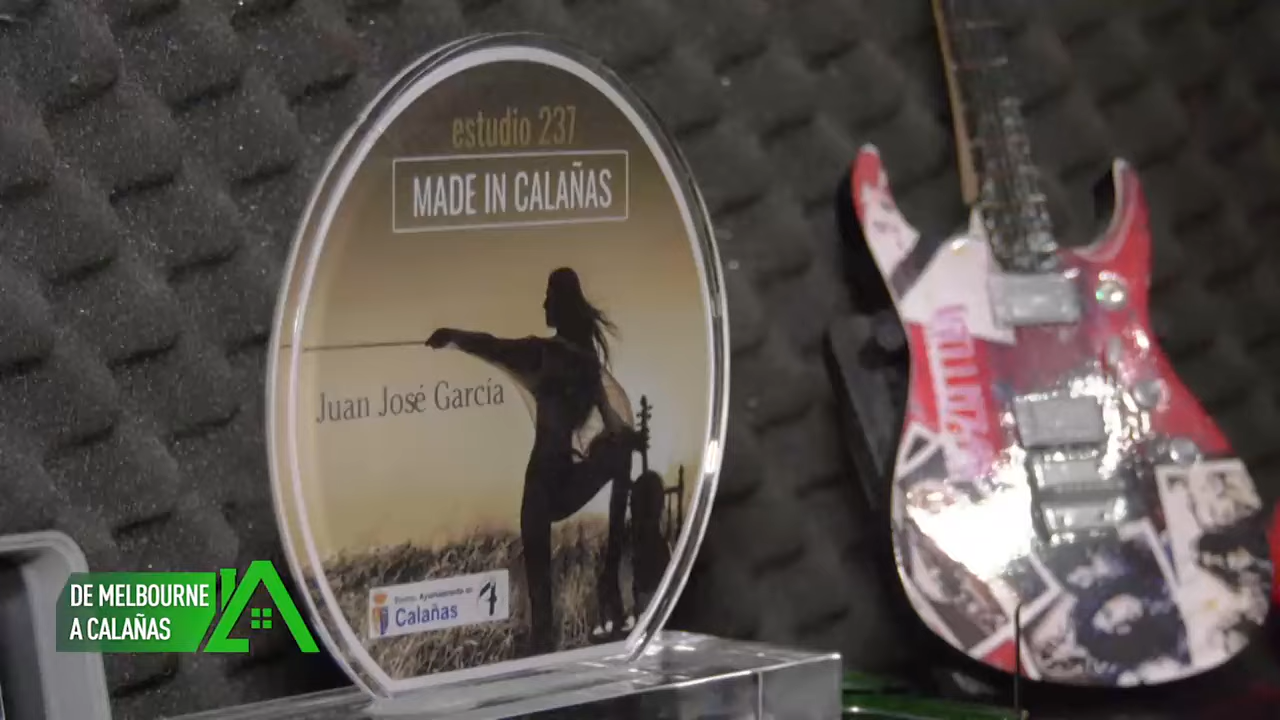 estudio 237
MADE IN CALAÑAS
Juan José García
Calañas
DE MELBOURNE
A CALAÑAS